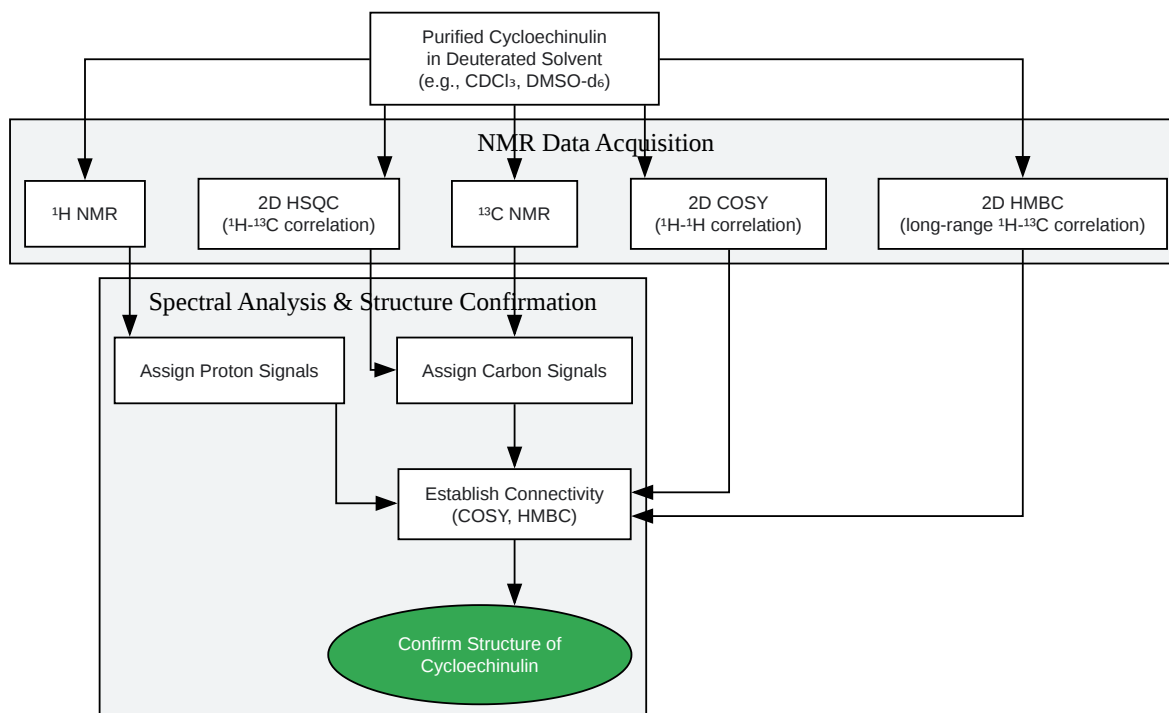 Purified Cycloechinulin
in Deuterated Solvent
(e.g., CDCl₃, DMSO-d₆)
NMR Data Acquisition
¹H NMR
2D HSQC
(¹H-¹³C correlation)
¹³C NMR
2D COSY
(¹H-¹H correlation)
2D HMBC
(long-range ¹H-¹³C correlation)
Spectral Analysis & Structure Confirmation
Assign Proton Signals
Assign Carbon Signals
Establish Connectivity
(COSY, HMBC)
Confirm Structure of
Cycloechinulin